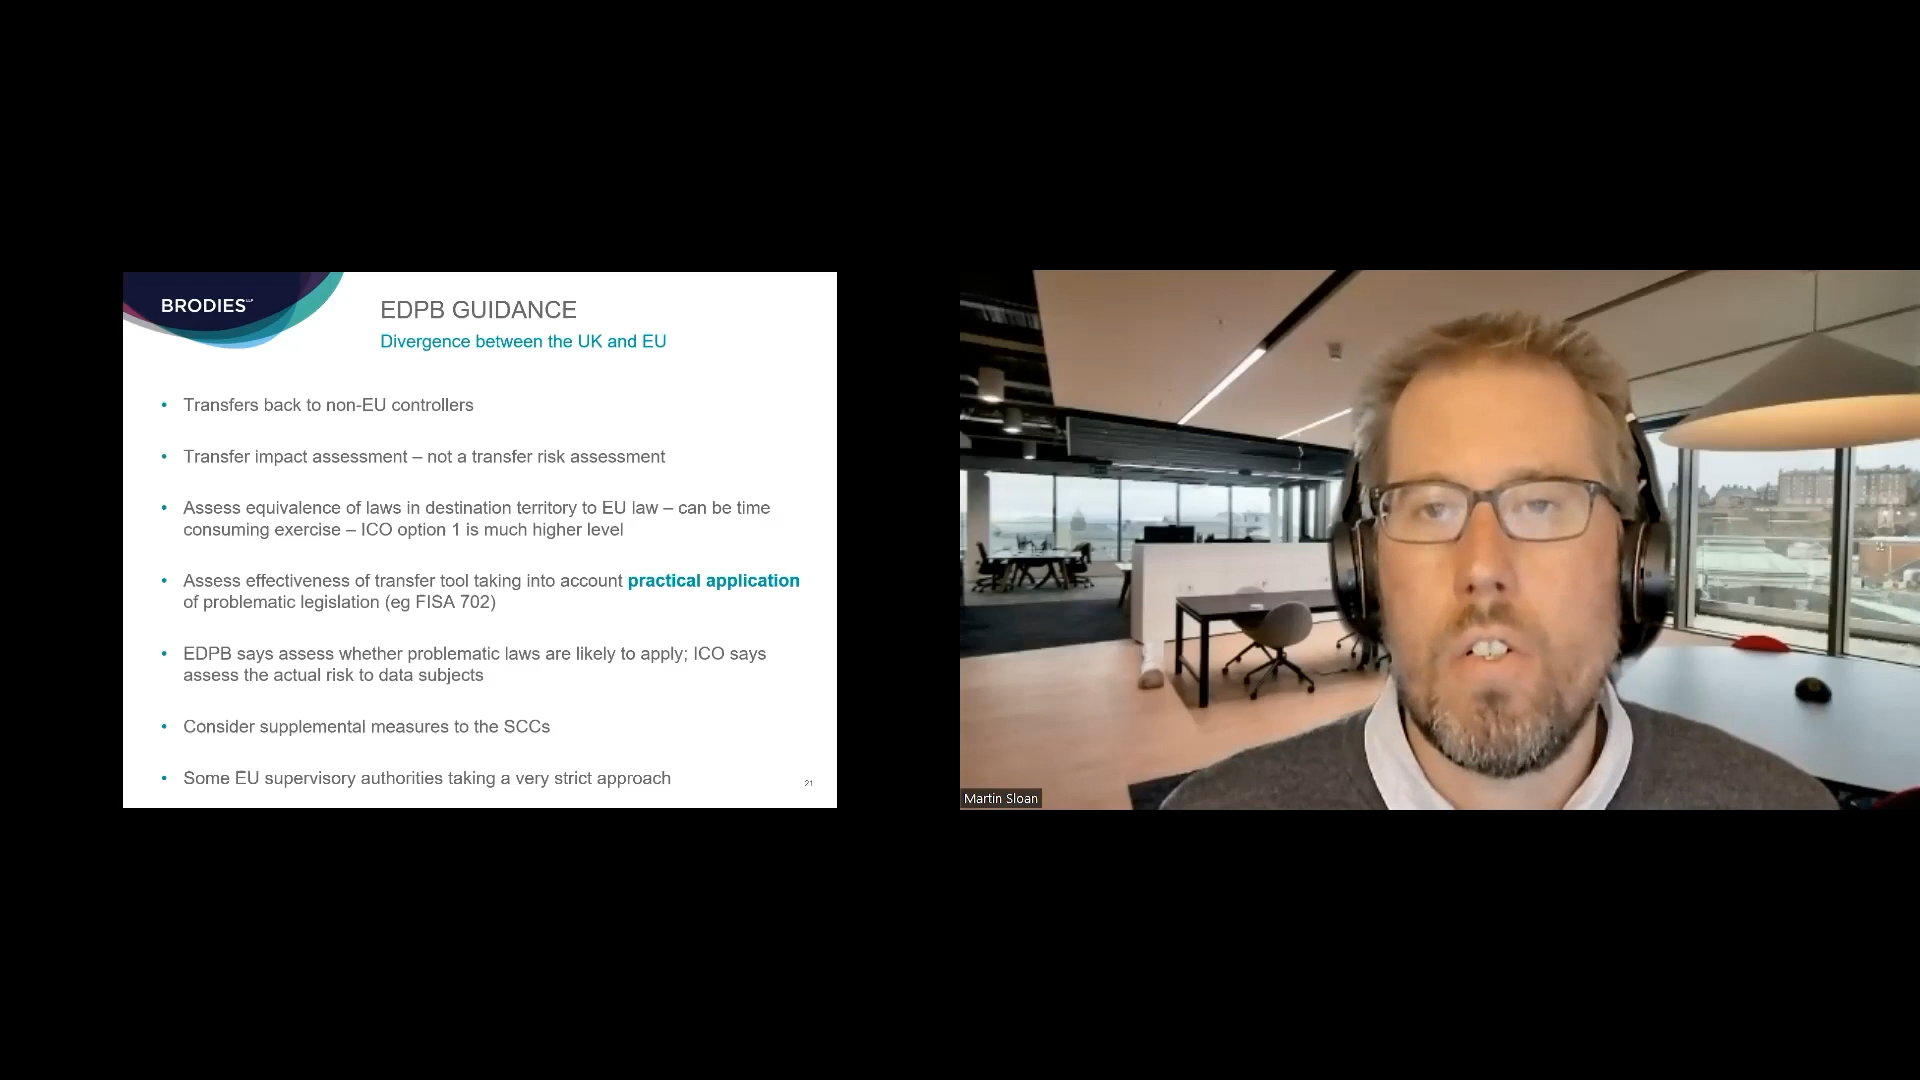 BRODIES LLP
EDPB GUIDANCE
Divergence between the UK and EU
• Transfers back to non-EU controllers
• Transfer impact assessment – not a transfer risk assessment
• Assess equivalence of laws in destination territory to EU law – can be time
consuming exercise – ICO option 1 is much higher level
• Assess effectiveness of transfer tool taking into account practical application
of problematic legislation (eg FISA 702)
• EDPB says assess whether problematic laws are likely to apply; ICO says
assess the actual risk to data subjects
• Consider supplemental measures to the SCCs
• Some EU supervisory authorities taking a very strict approach
21
Martin Sloan